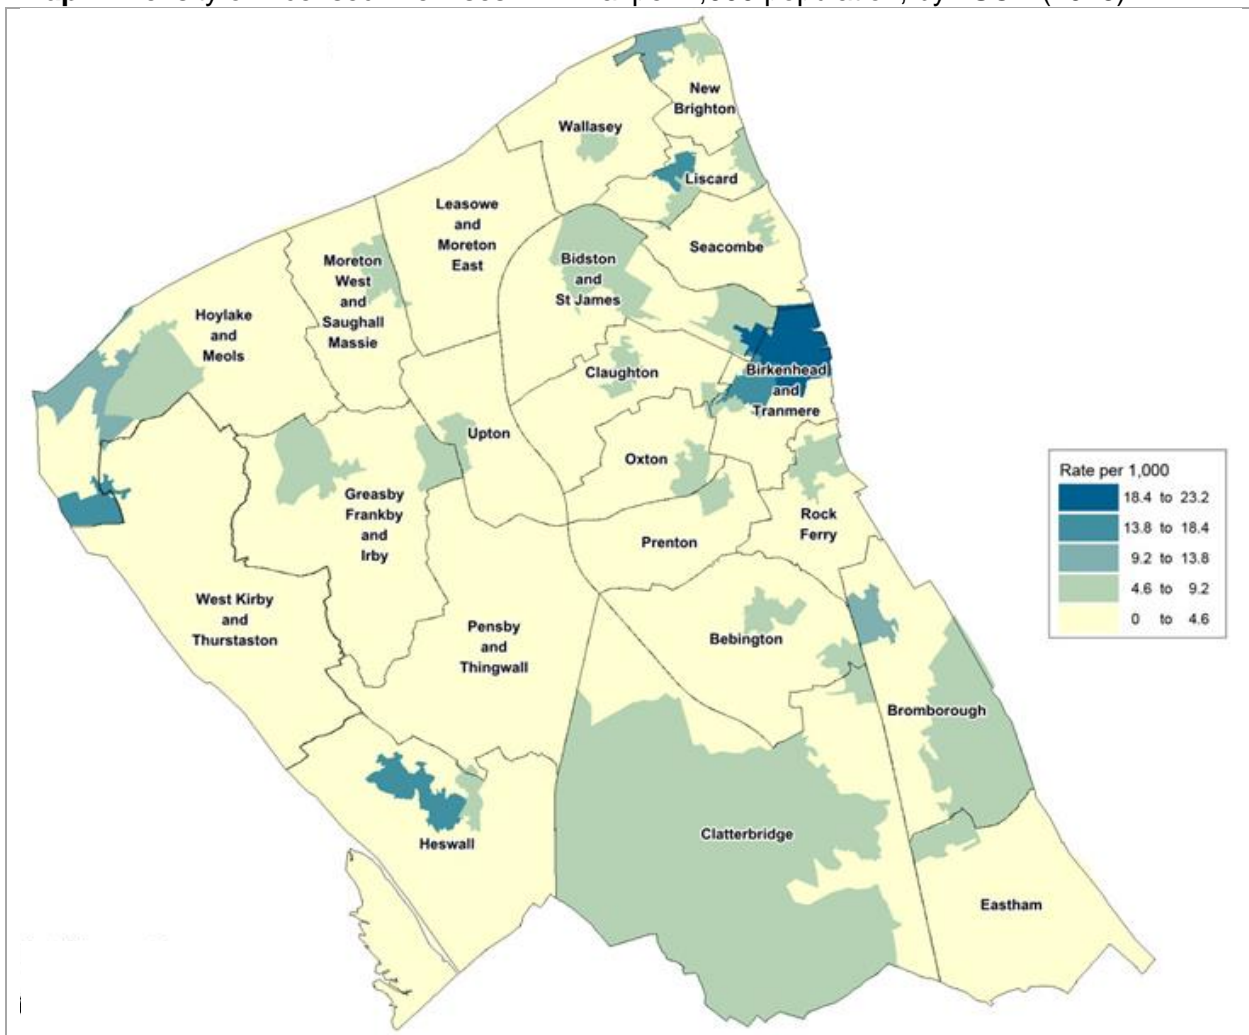 New
Brighton
Wallasey
Liscard
Leasowe
and
Moreton
East
Seacombe
Bidston
and
St James
Moreton
West
and
Saughall
Massie
Hoylake
and
Meols
Claughton
Birkenhead
and
Tranmere
Upton
Oxton
Greasby
Frankby
and
Irby
Rock
Ferry
Prenton
West Kirby
and
Thurstaston
Pensby
and
Thingwall
Bebington
Bromborough
Clatterbridge
Heswall
Eastham
Rate per 1,000
18.4 to 23.2
13.8 to 18.4
9.2 to 13.8
4.6 to 9.2
0 to 4.6